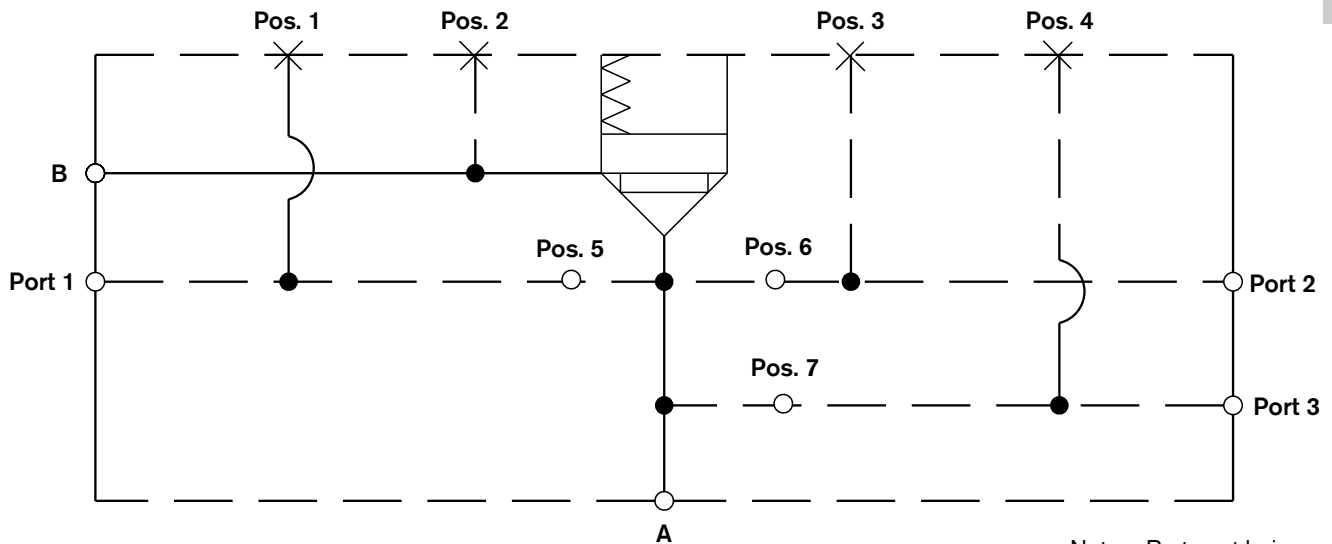 Pos. 1
Pos. 2
Pos. 3
Pos. 4
B
Pos. 5
Pos. 6
Port 1
Port 2
Pos. 7
Port 3
A